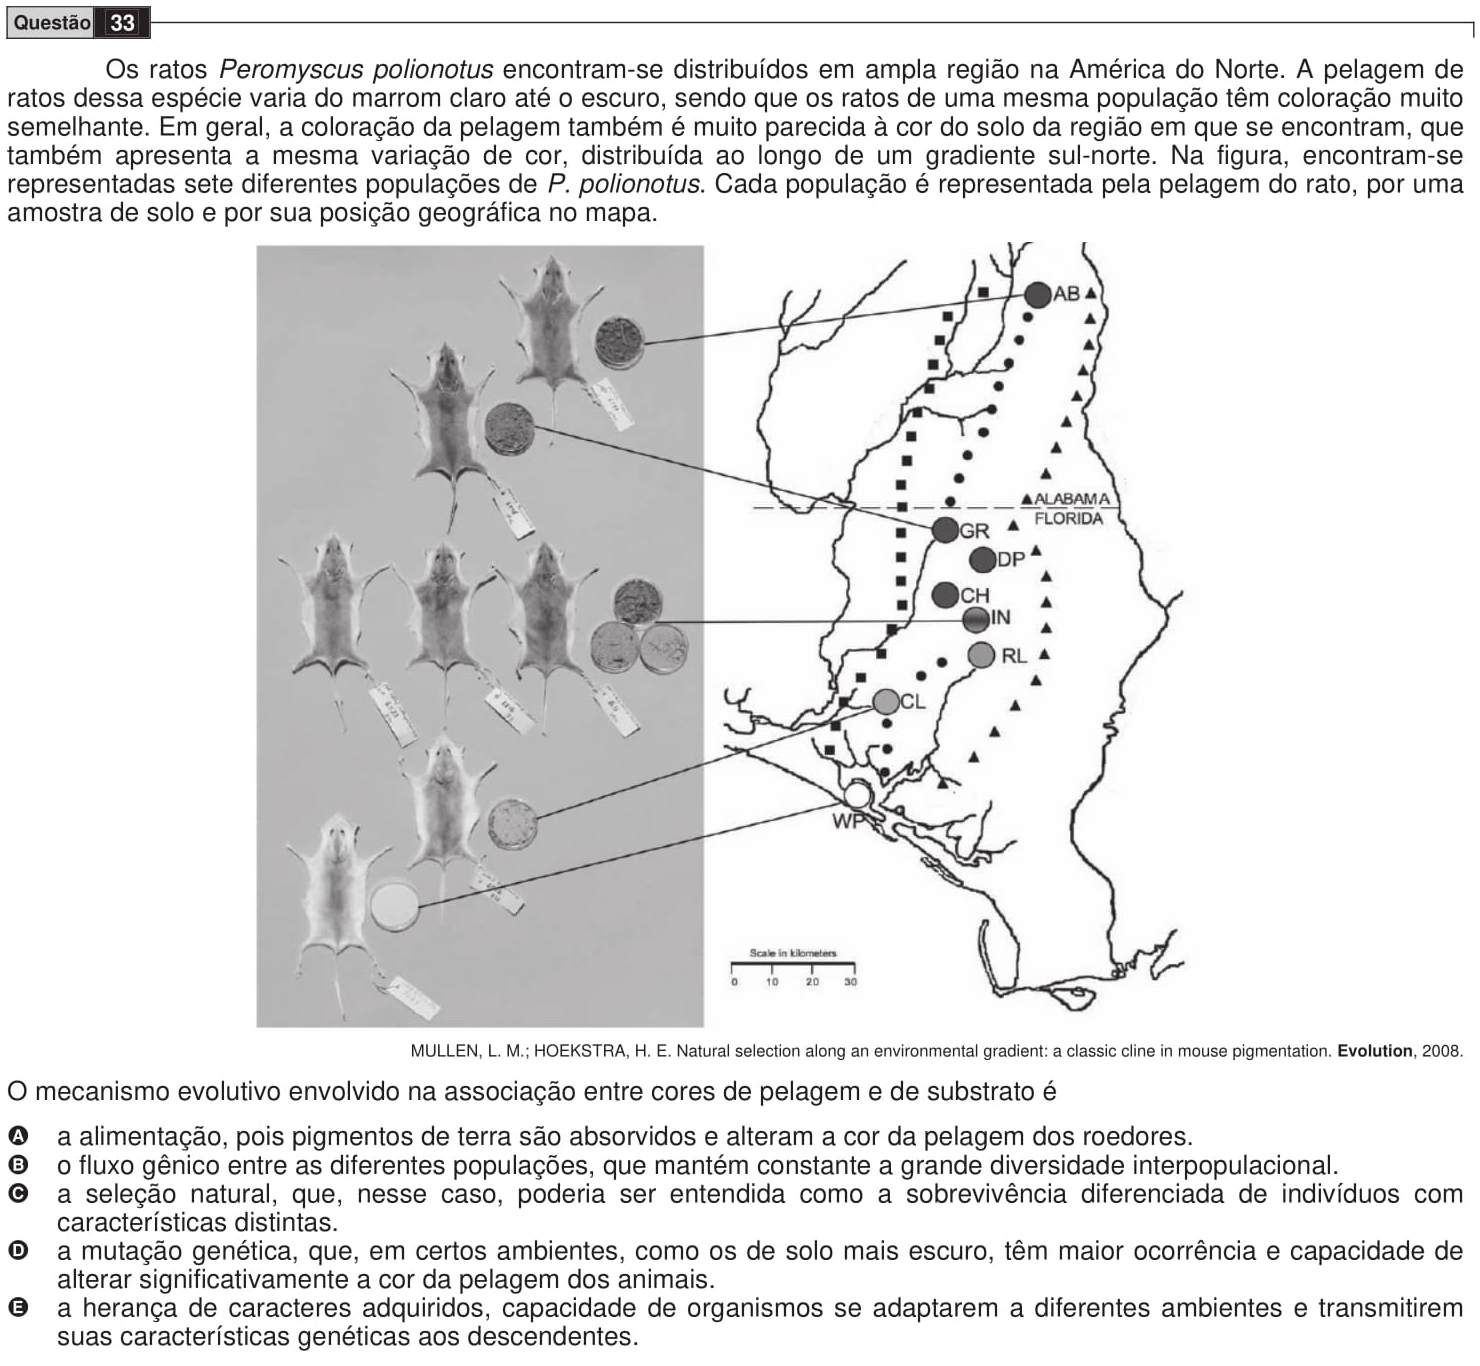 Questão 33
Os ratos Peromyscus polionotus encontram-se distribuídos em ampla região na América do Norte. A pelagem de
ratos dessa espécie varia do marrom claro até o escuro, sendo que os ratos de uma mesma população têm coloração muito
semelhante. Em geral, a coloração da pelagem também é muito parecida à cor do solo da região em que se encontram, que
também apresenta a mesma variação de cor, distribuída ao longo de um gradiente sul-norte. Na figura, encontram-se
representadas sete diferentes populações de P. polionotus. Cada população é representada pela pelagem do rato, por uma
amostra de solo e por sua posição geográfica no mapa.
AB
ALABAMA
FLORIDA
GR
DP
CH
IN
RL
CL
WP
Scale in kilometers
0 10 20 30
MULLEN, L. M.; HOEKSTRA, H. E. Natural selection along an environmental gradient: a classic cline in mouse pigmentation. Evolution, 2008.
O mecanismo evolutivo envolvido na associação entre cores de pelagem e de substrato é
A a alimentação, pois pigmentos de terra são absorvidos e alteram a cor da pelagem dos roedores.
B o fluxo gênico entre as diferentes populações, que mantém constante a grande diversidade interpopulacional.
C a seleção natural, que, nesse caso, poderia ser entendida como a sobrevivência diferenciada de indivíduos com
características distintas.
D a mutação genética, que, em certos ambientes, como os de solo mais escuro, têm maior ocorrência e capacidade de
alterar significativamente a cor da pelagem dos animais.
E a herança de caracteres adquiridos, capacidade de organismos se adaptarem a diferentes ambientes e transmitirem
suas características genéticas aos descendentes.